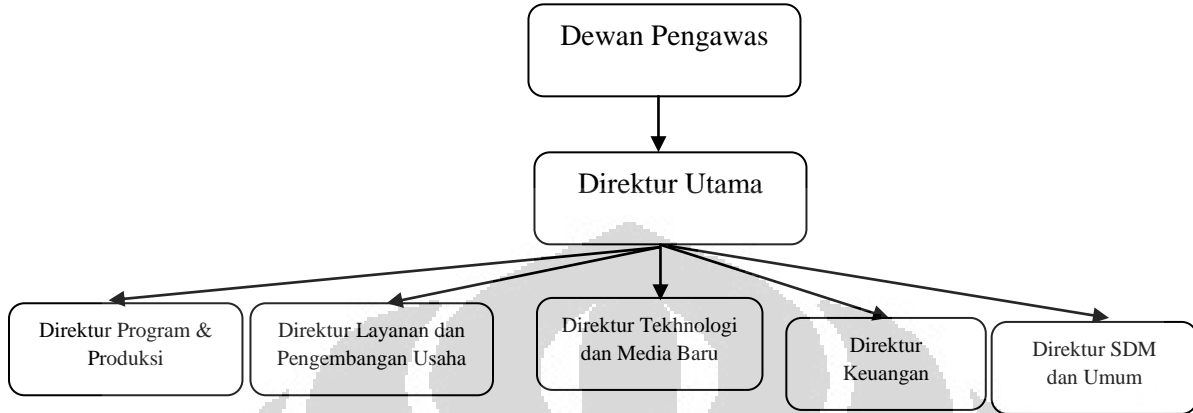 Dewan Pengawas
Direktur Utama
Direktur Program &
Produksi
Direktur Layanan dan
Pengembangan Usaha
Direktur Tekhnologi
dan Media Baru
Direktur
Keuangan
Direktur SDM
dan Umum